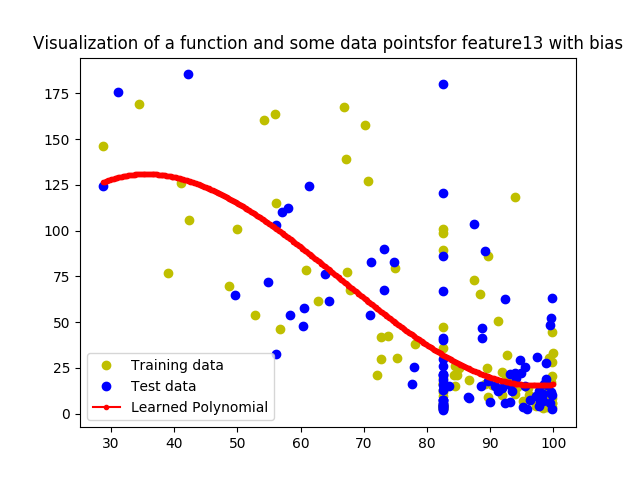 Visualization of a function and some data pointsfor feature13 with bias
175
150
125
100
75
50
25
0
Training data
Test data
Learned Polynomial
30 40 50 60 70 80 90 100